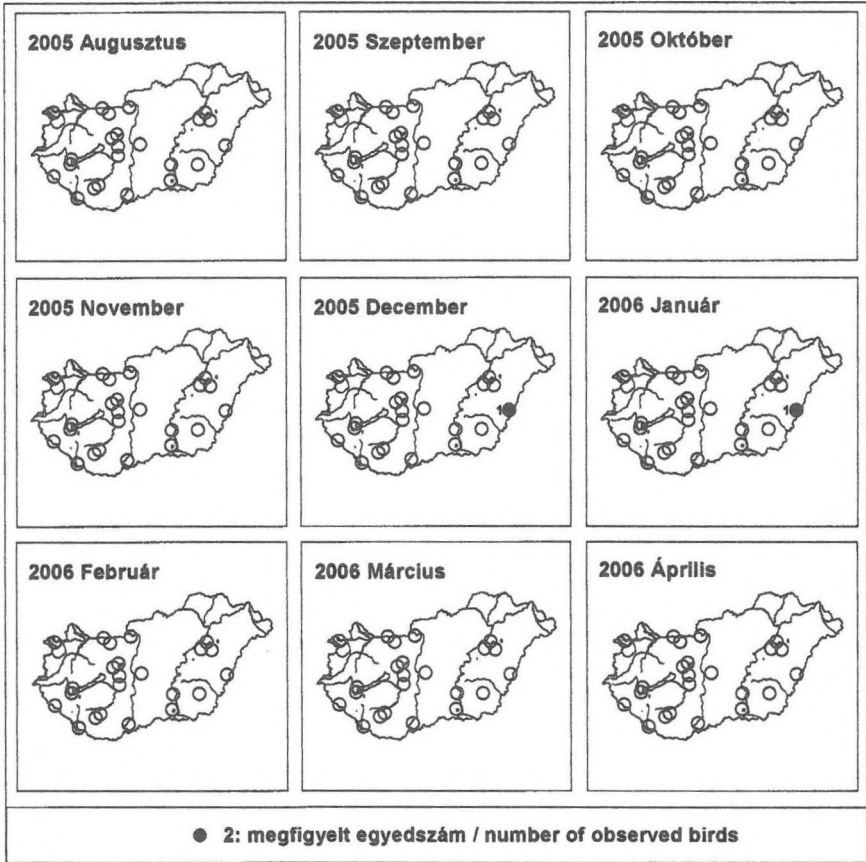 2005 Augusztus
2005 Szeptember
2005 Október
2005 November
2005 December
1
2006 Január
1
2006 Február
2006 Március
2006 Április
● 2: megfigyelt egyedszám / number of observed birds